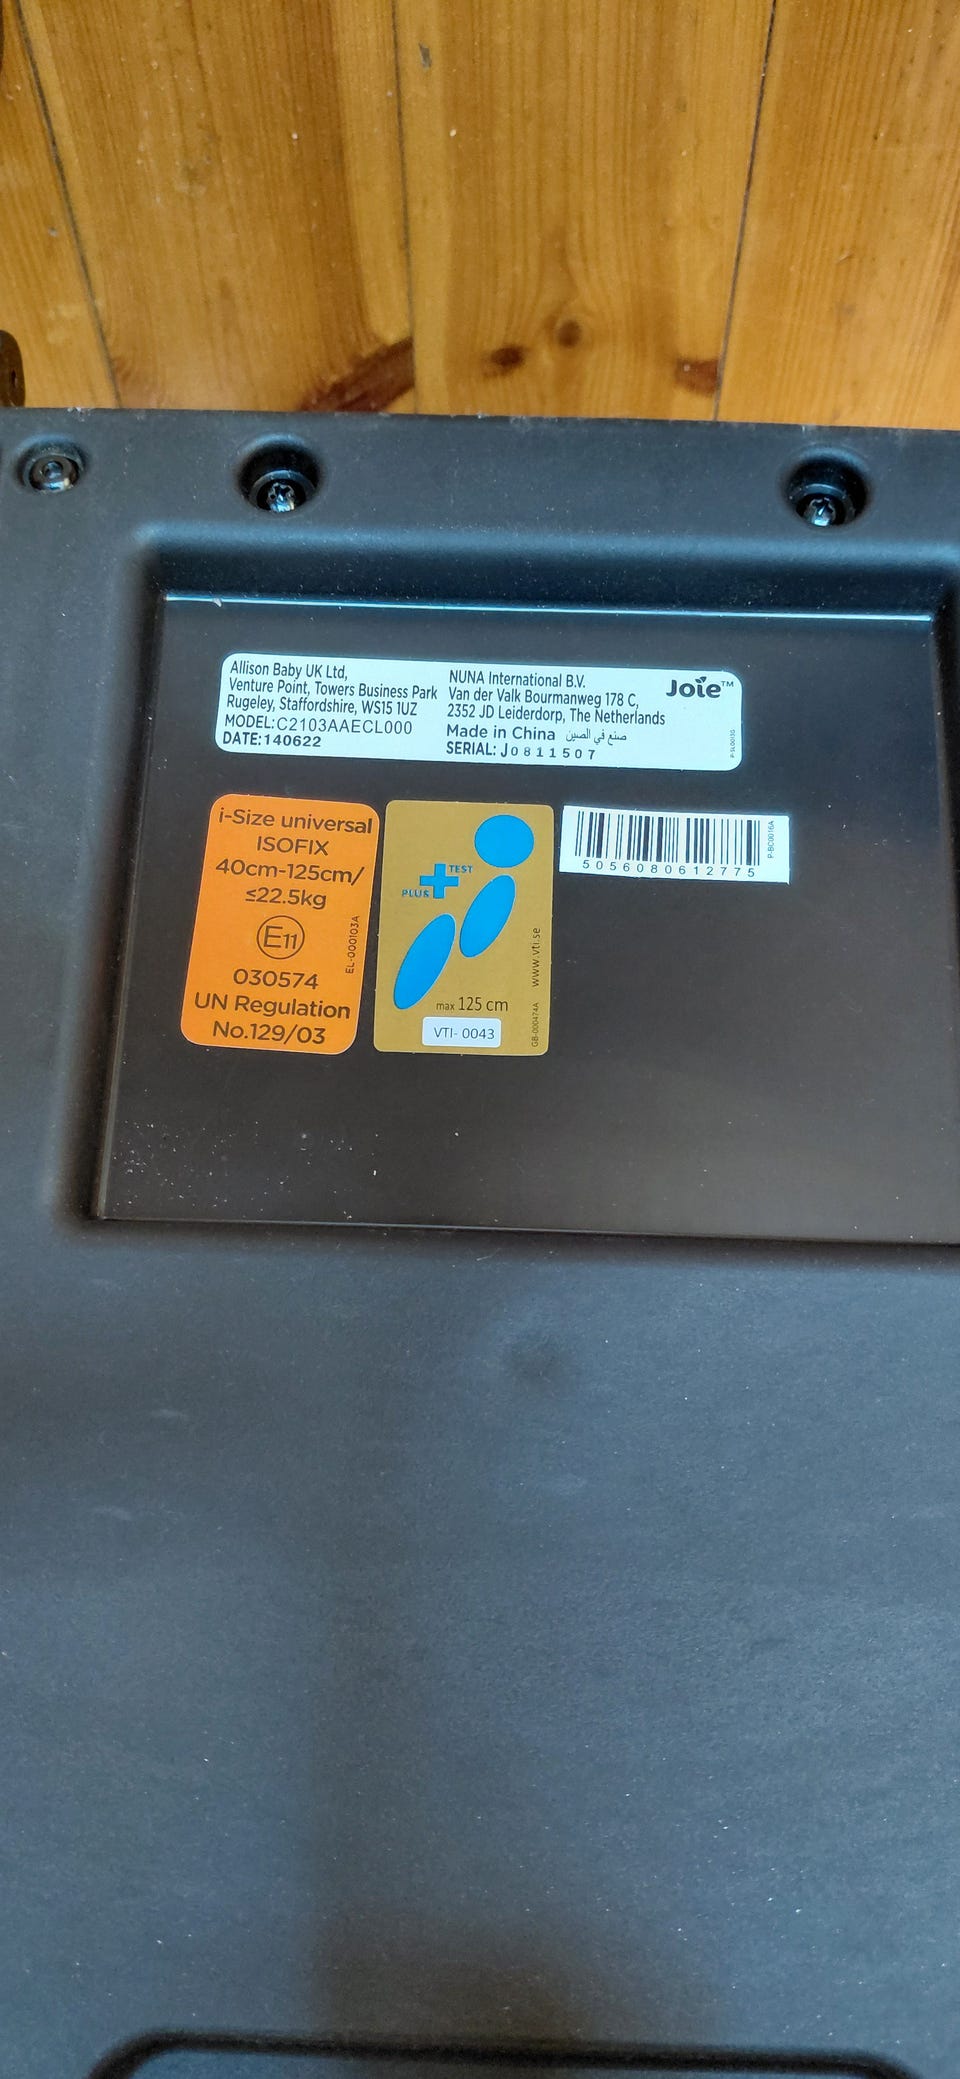 Allison Baby UK Ltd,
Venture Point, Towers Business Park
Rugeley, Staffordshire, WS15 1UZ
MODEL:C2103AAECL000
DATE:140622
NUNA International B.V.
Van der Valk Bourmanweg 178 C,
2352 JD Leiderdorp, The Netherlands
Made in China صنع في الصين
SERIAL: J0811507
Joie™
i-Size universal
ISOFIX
40cm-125cm/
≤22.5kg
E11
030574
UN Regulation
No.129/03
EL-000103A
PLUS TEST
max 125 cm
VTI- 0043
www.vti.se
GB-000474A
5056080612775
P-BC0016A